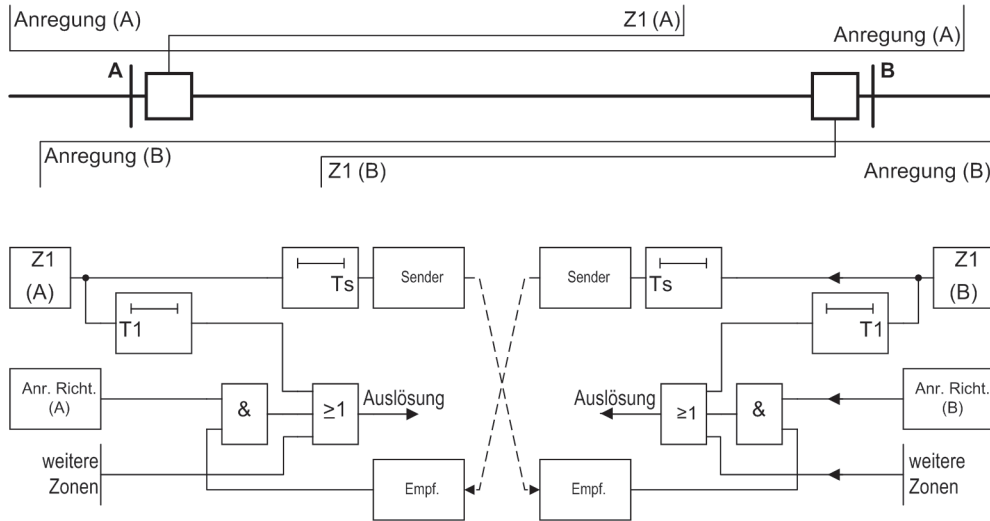 Anregung (A)
Z1 (A)
Anregung (A)
A
B
Anregung (B)
Z1 (B)
Anregung (B)
Z1
(A)
Ts
Sender
Sender
Ts
Z1
(B)
T1
T1
Anr. Richt.
(A)
&
≥1
Auslösung
Auslösung
≥1
&
Anr. Richt.
(B)
weitere
Zonen
Empf.
Empf.
weitere
Zonen